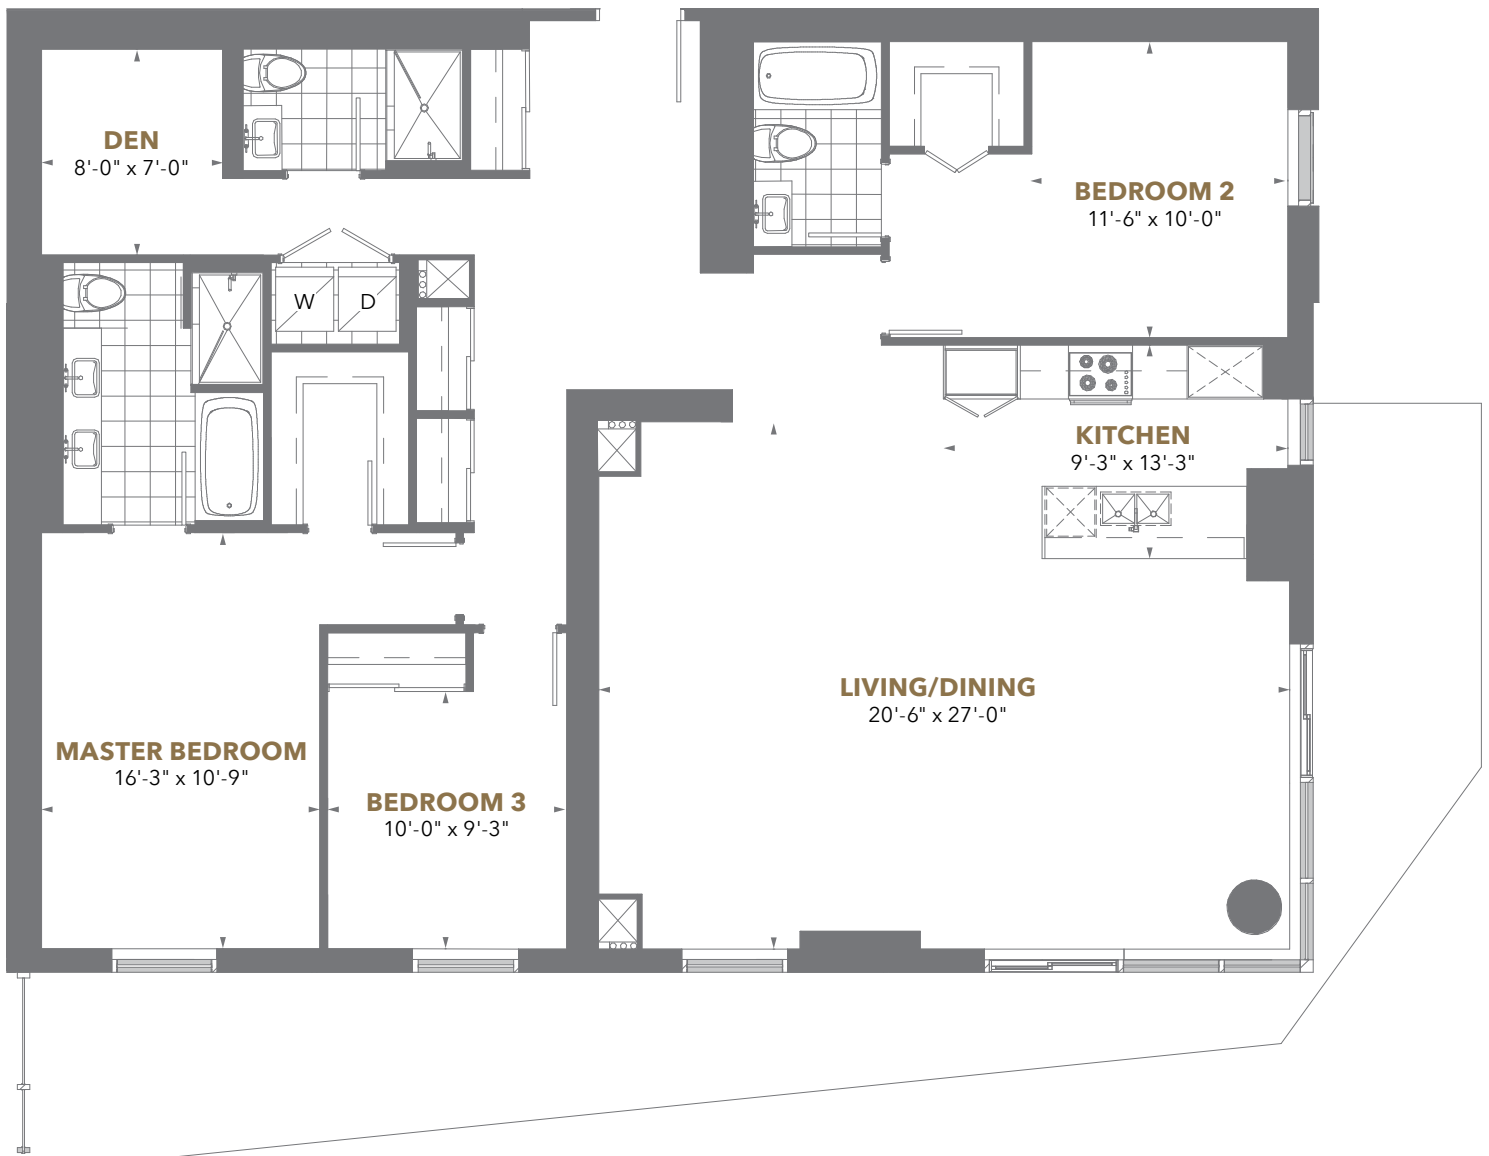 DEN
8'-0" x 7'-0"
BEDROOM 2
11'-6" x 10'-0"
W
D
KITCHEN
9'-3" x 13'-3"
LIVING/DINING
20'-6" x 27'-0"
MASTER BEDROOM
16'-3" x 10'-9"
BEDROOM 3
10'-0" x 9'-3"